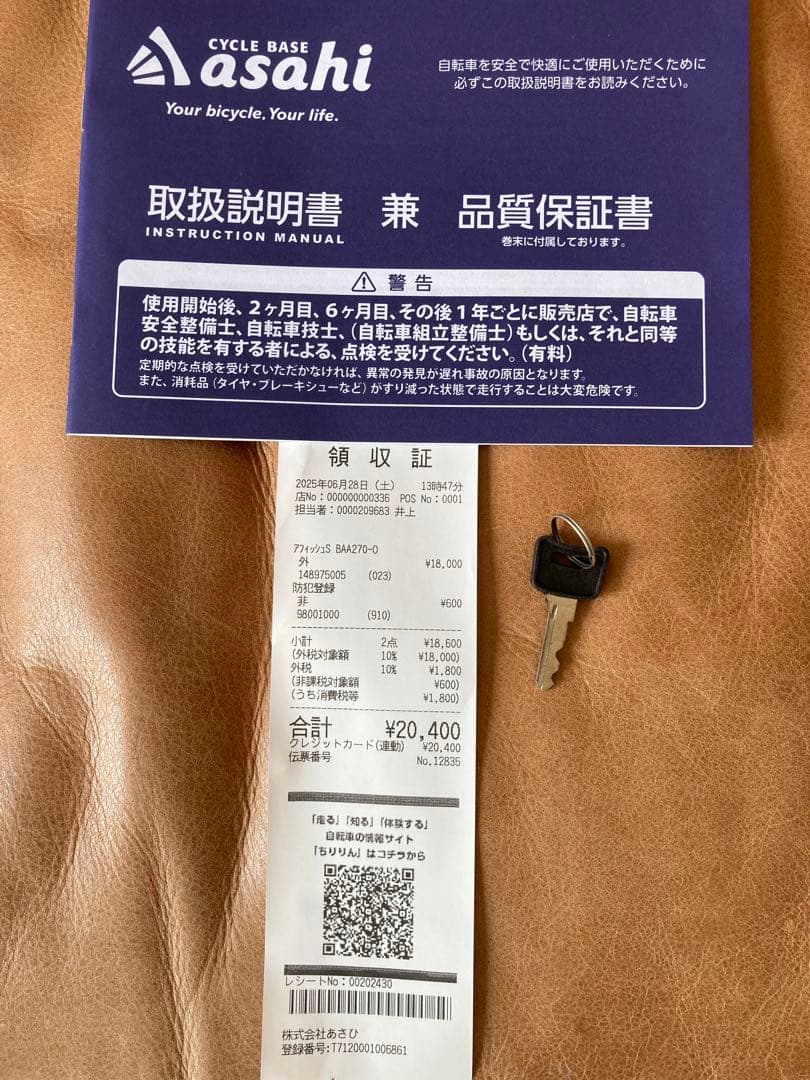 CYCLE BASE
asahi
Your bicycle. Your life.
自転車を安全で快適にご使用いただくために
必ずこの取扱説明書をお読みください。
取扱説明書 兼 品質保証書
INSTRUCTION MANUAL
巻末に付属しております。
警告
使用開始後、2ヶ月目、6ヶ月目、その後1年ごとに販売店で、自転車
安全整備士、自転車技士、(自転車組立整備士)もしくは、それと同等
の技能を有する者による、点検を受けてください。(有料)
定期的な点検を受けていただかなければ、異常の発見が遅れ事故の原因となります。
また、消耗品(タイヤ・ブレーキシューなど)がすり減った状態で走行することは大変危険です。
領収証
2025年06月28日(土) 13時47分
店No:000000000336 POS No:0001
担当者:0000209683 井上
ｱﾌｨｯｼｭS BAA270-O
外 ¥18,000
148975005 (023)
防犯登録
非 ¥600
98001000 (910)
小計 2点 ¥18,600
(外税対象額 10% ¥18,000)
外税 10% ¥1,800
(非課税対象額 ¥600)
(うち消費税等 ¥1,800)
合計 ¥20,400
クレジットカード(連動) ¥20,400
伝票番号 No.12835
「走る」「知る」「体験する」
自転車の情報サイト
「ちりりん」はコチラから
レシートNo:00202430
株式会社あさひ
登録番号:T7120001006861